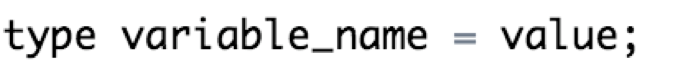 type variable_name = value;